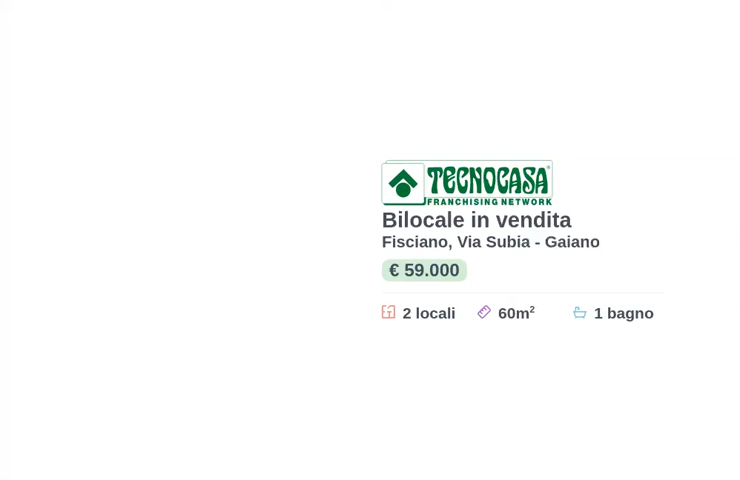 TECNOCASA®
FRANCHISING NETWORK
Bilocale in vendita
Fisciano, Via Subia - Gaiano
€ 59.000
2 locali 60m² 1 bagno